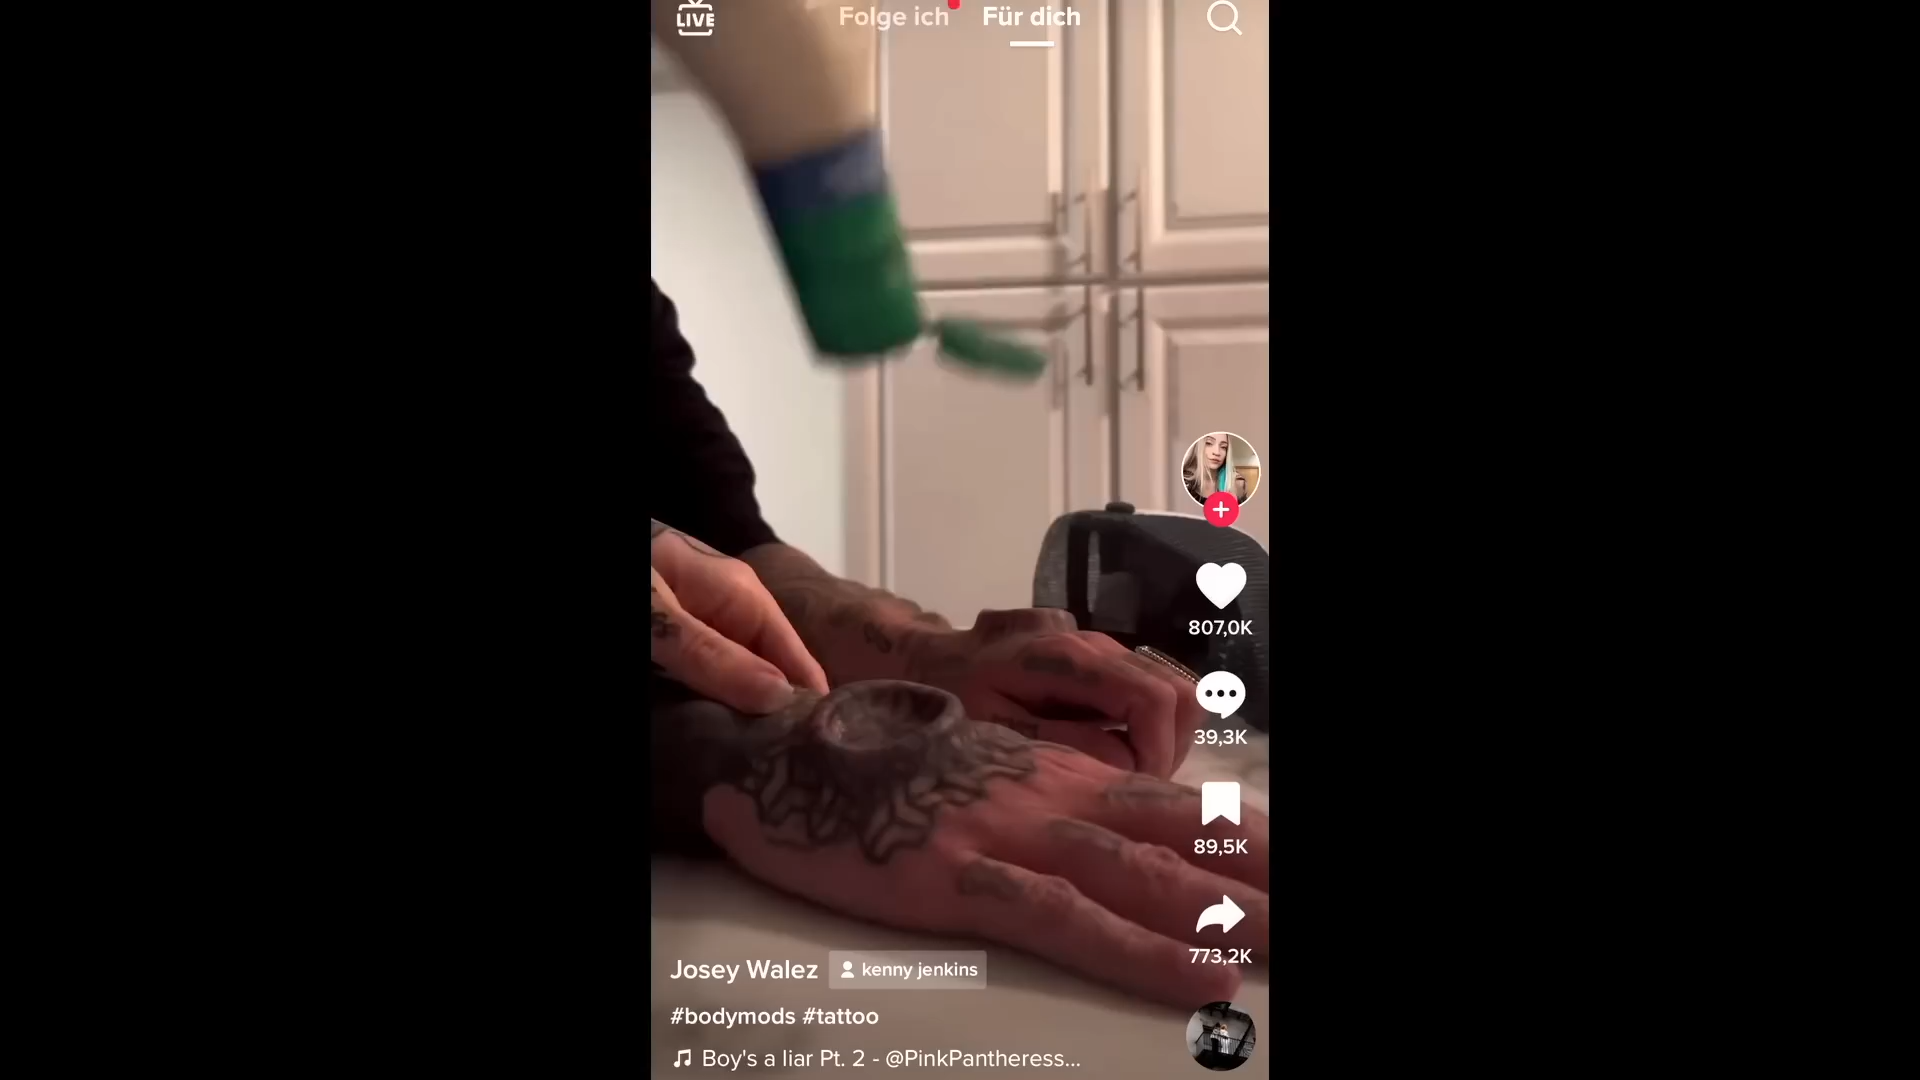 LIVE
Folge ich Für dich
807,0K
39,3K
89,5K
773,2K
Josey Walez kenny jenkins
#bodymods #tattoo
Boy's a liar Pt. 2 - @PinkPantheress...